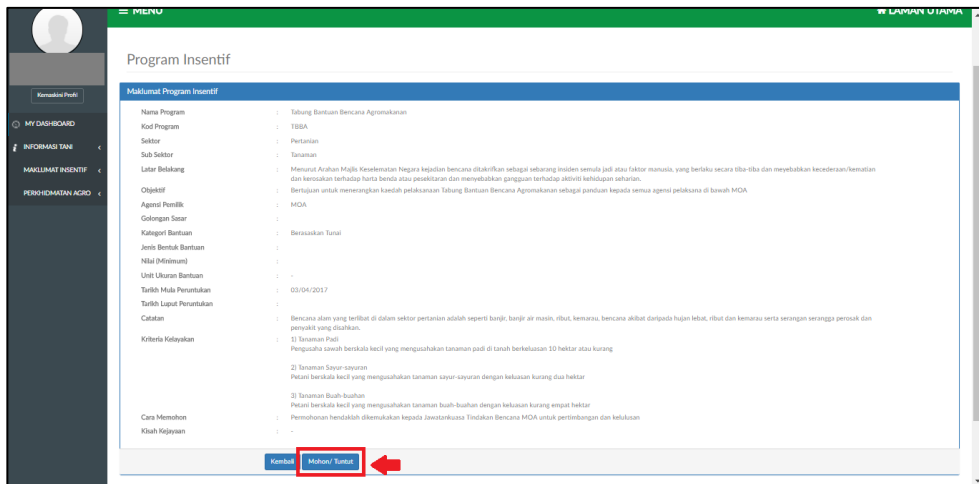 ≡ MENU
LAMAN UTAMA
Kemaskini Profil
MY DASHBOARD
INFORMASI TANI
MAKLUMAT INSENTIF
PERKHIDMATAN AGRO
Program Insentif
Maklumat Program Insentif
Nama Program : Tabung Bantuan Bencana Agromakanan
Kod Program : TBBA
Sektor : Pertanian
Sub Sektor : Tanaman
Latar Belakang : Menurut Arahan Majlis Keselematan Negara kejadian bencana ditakrifkan sebagai sebarang insiden semula jadi atau faktor manusia, yang berlaku secara tiba-tiba dan meyebabkan kecederaan/kematian
dan kerosakan terhadap harta benda atau pesekitaran dan menyebabkan gangguan terhadap aktiviti kehidupan seharian.
Objektif : Bertujuan untuk menerangkan kaedah pelaksanaan Tabung Bantuan Bencana Agromakanan sebagai panduan kepada semua agensi pelaksana di bawah MOA
Agensi Pemilik : MOA
Golongan Sasar :
Kategori Bantuan : Berasaskan Tunai
Jenis Bentuk Bantuan :
Nilai (Minimum) :
Unit Ukuran Bantuan : -
Tarikh Mula Peruntukan : 03/04/2017
Tarikh Luput Peruntukan :
Catatan : Bencana alam yang terlibat di dalam sektor pertanian adalah seperti banjir, banjir air masin, ribut, kemarau, bencana akibat daripada hujan lebat, ribut dan kemarau serta serangan serangga perosak dan
penyakit yang disahkan.
Kriteria Kelayakan : 1) Tanaman Padi
Pengusaha sawah berskala kecil yang mengusahakan tanaman padi di tanah berkeluasan 10 hektar atau kurang
2) Tanaman Sayur-sayuran
Petani berskala kecil yang mengusahakan tanaman sayur-sayuran dengan keluasan kurang dua hektar
3) Tanaman Buah-buahan
Petani berskala kecil yang mengusahakan tanaman buah-buahan dengan keluasan kurang empat hektar
Cara Memohon : Permohonan hendaklah dikemukakan kepada Jawatankuasa Tindakan Bencana MOA untuk pertimbangan dan kelulusan
Kisah Kejayaan : -
Kembali
Mohon/ Tuntut